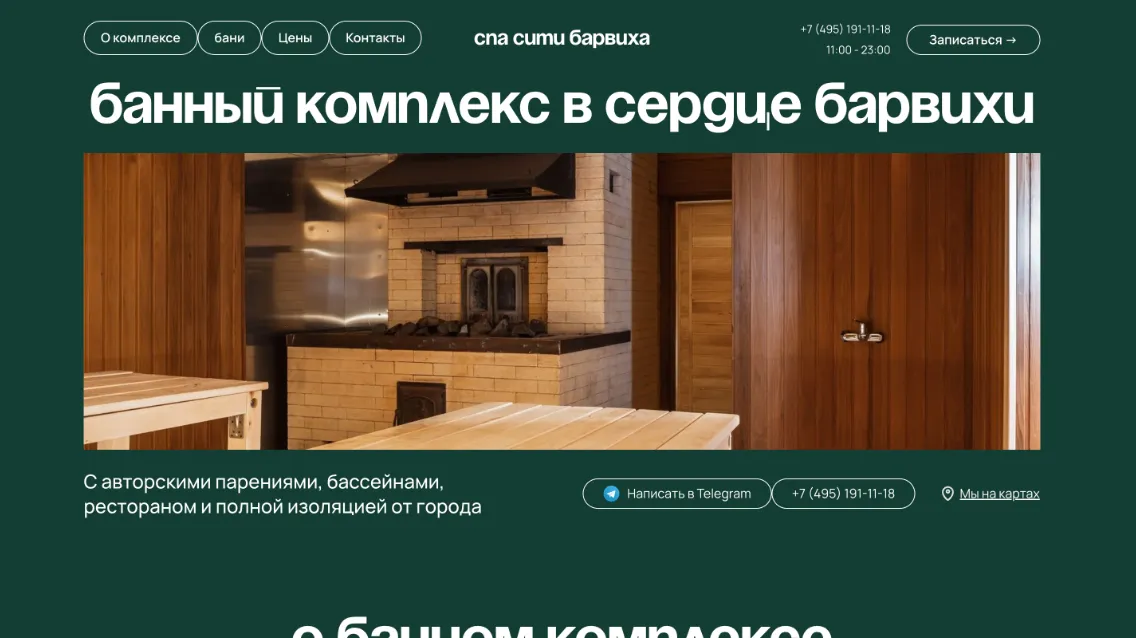 О комплексе
бани
Цены
Контакты
спа сити барвиха
+7 (495) 191-11-18
11:00 - 23:00
Записаться →
банный комплекс в сердце барвихи
С авторскими парениями, бассейнами,
рестораном и полной изоляцией от города
Написать в Telegram
+7 (495) 191-11-18
Мы на картах
о банном комплексе